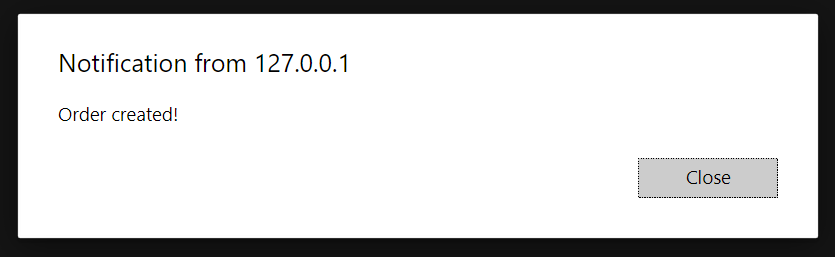 Notification from 127.0.0.1
Order created!
Close